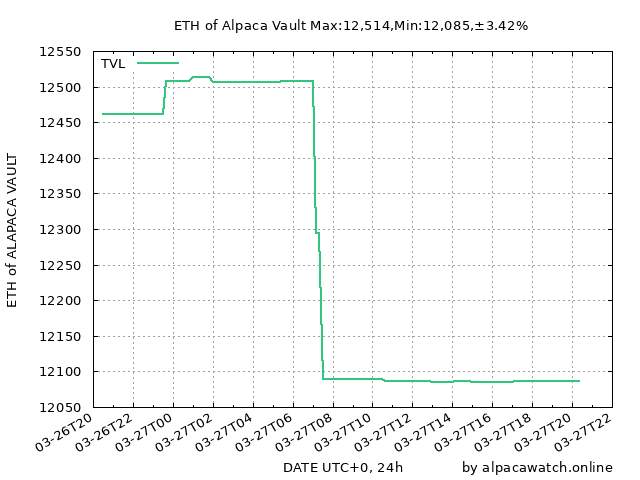 ETH of Alpaca Vault Max:12,514,Min:12,085,±3.42%
TVL
12550
12500
12450
12400
12350
12300
12250
12200
12150
12100
12050
ETH of ALAPACA VAULT
03-26T20
03-26T22
03-27T00
03-27T02
03-27T04
03-27T06
03-27T08
03-27T10
03-27T12
03-27T14
03-27T16
03-27T18
03-27T20
03-27T22
DATE UTC+0, 24h
by alpacawatch.online